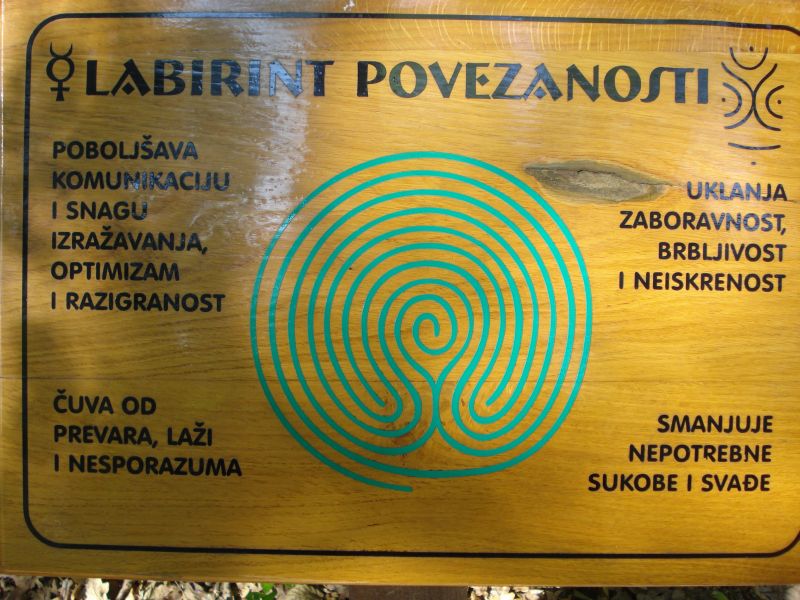 LABIRINT POVEZANOSTI
POBOLJŠAVA
KOMUNIKACIJU
I SNAGU
IZRAŽAVANJA,
OPTIMIZAM
I RAZIGRANOST
UKLANJA
ZABORAVNOST,
BRBLJIVOST
I NEISKRENOST
ČUVA OD
PREVARA, LAŽI
I NESPORAZUMA
SMANJUJE
NEPOTREBNE
SUKOBE I SVAĐE